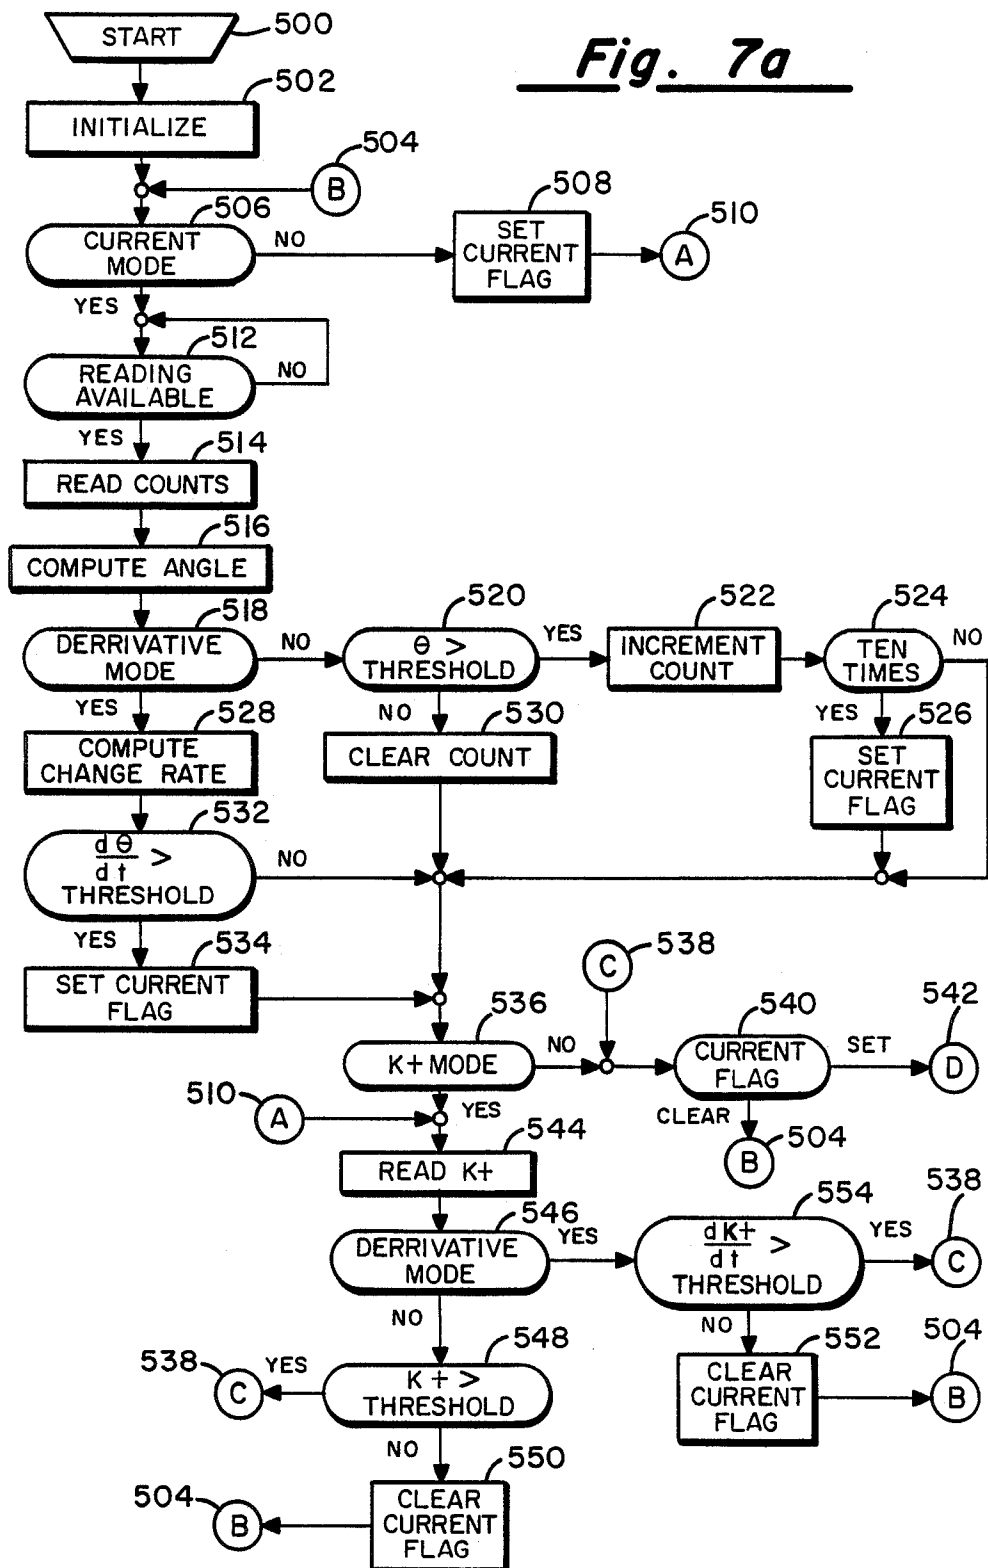 START
500
Fig. 7a
502
INITIALIZE
504
B
506
CURRENT
MODE
NO
508
SET
CURRENT
FLAG
510
A
YES
512
READING
AVAILABLE
NO
YES
514
READ COUNTS
516
COMPUTE ANGLE
518
DERRIVATIVE
MODE
NO
520
θ >
THRESHOLD
YES
522
INCREMENT
COUNT
524
TEN
TIMES
NO
YES
528
COMPUTE
CHANGE RATE
NO
530
CLEAR COUNT
YES
526
SET
CURRENT
FLAG
532
dθ
dt >
THRESHOLD
NO
YES
534
SET CURRENT
FLAG
538
C
536
K+ MODE
NO
540
CURRENT
FLAG
SET
542
D
510
A
YES
CLEAR
504
B
544
READ K+
546
DERRIVATIVE
MODE
YES
554
dK+
dt >
THRESHOLD
YES
538
C
NO
548
K+ >
THRESHOLD
YES
538
C
NO
552
CLEAR
CURRENT
FLAG
504
B
NO
550
CLEAR
CURRENT
FLAG
504
B